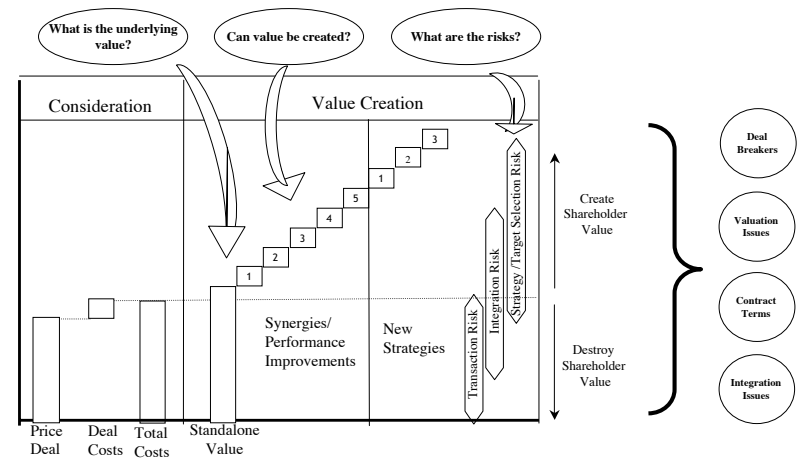 What is the underlying
value?
Can value be created?
What are the risks?
Consideration
Value Creation
3
2
1
5
4
3
2
1
Synergies/
Performance
Improvements
New
Strategies
Transaction Risk
Integration Risk
Strategy /Target Selection Risk
Create
Shareholder
Value
Destroy
Shareholder
Value
Deal
Breakers
Valuation
Issues
Contract
Terms
Integration
Issues
Price
Deal
Deal
Costs
Total
Costs
Standalone
Value